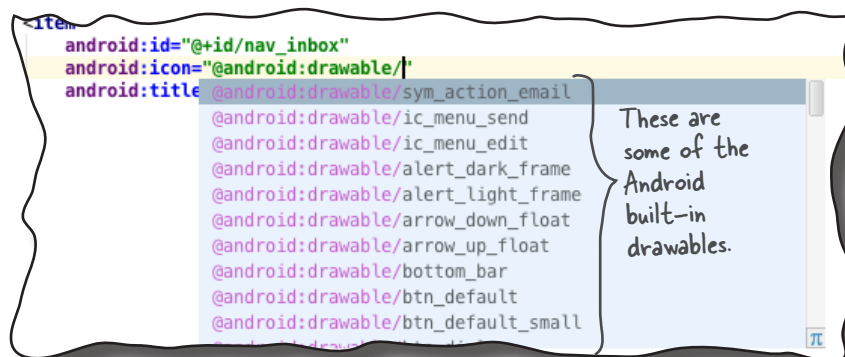 <item
android:id="@+id/nav_inbox"
android:icon="@android:drawable/"
android:title
@android:drawable/sym_action_email
@android:drawable/ic_menu_send
@android:drawable/ic_menu_edit
@android:drawable/alert_dark_frame
@android:drawable/alert_light_frame
@android:drawable/arrow_down_float
@android:drawable/arrow_up_float
@android:drawable/bottom_bar
@android:drawable/btn_default
@android:drawable/btn_default_small
These are
some of the
Android
built-in
drawables.
π